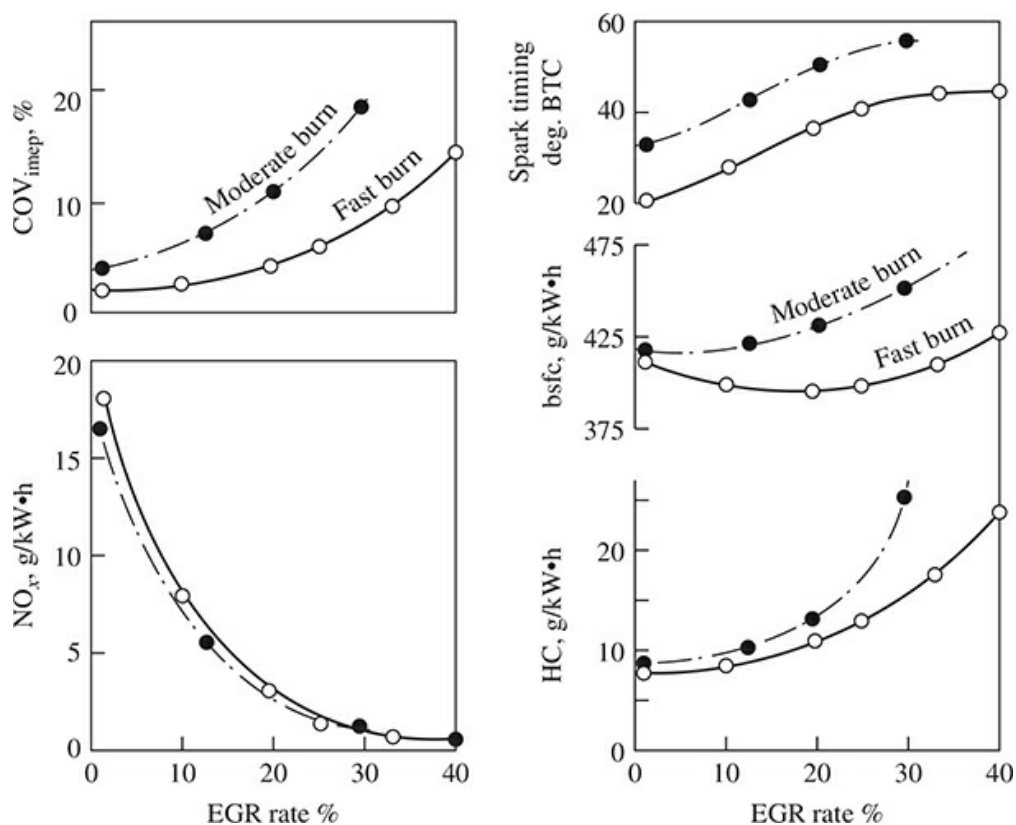 COV_imep, %
20
10
0
Moderate burn
Fast burn
NOₓ, g/kW•h
20
15
10
5
0
0 10 20 30 40
EGR rate %
Spark timing
deg. BTC
60
40
20
bsfc, g/kW•h
475
425
375
Moderate burn
Fast burn
HC, g/kW•h
20
10
0
0 10 20 30 40
EGR rate %